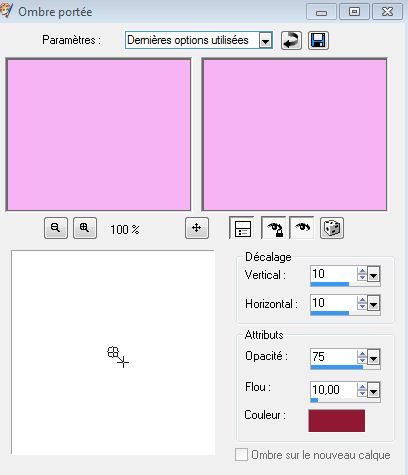 Ombre portée
Paramètres : Dernières options utilisées
100 %
Décalage
Vertical : 10
Horizontal : 10
Attributs
Opacité : 75
Flou : 10,00
Couleur :
Ombre sur le nouveau calque